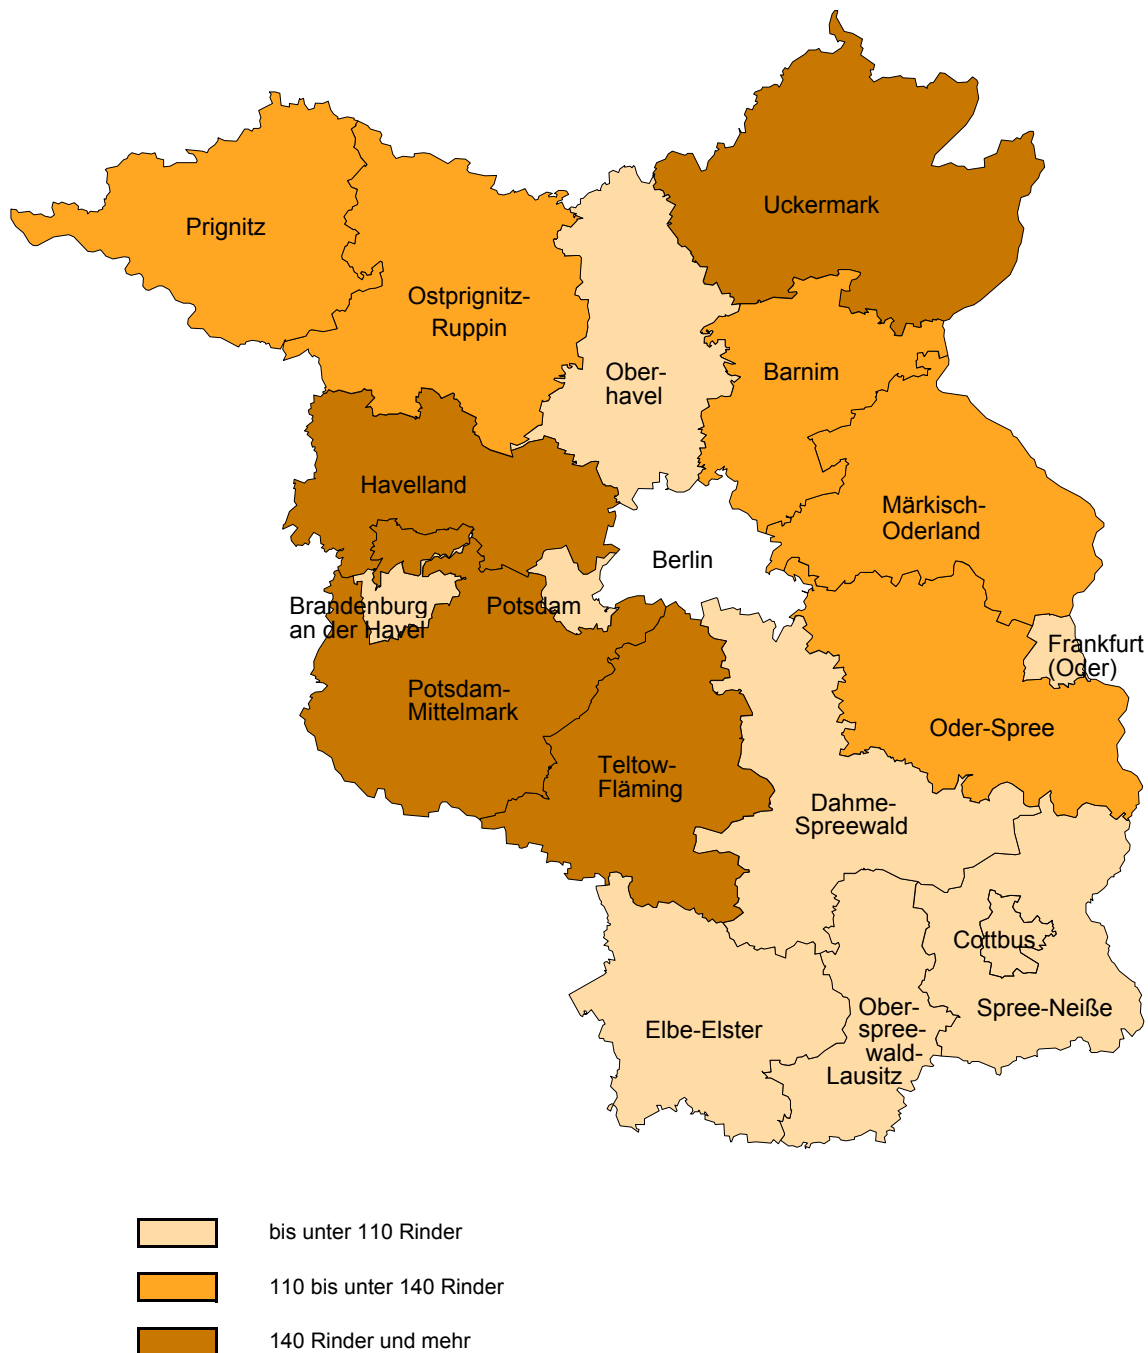 Uckermark
Prignitz
Ostprignitz-
Ruppin
Ober-
havel
Barnim
Havelland
Märkisch-
Oderland
Berlin
Brandenburg
an der Havel
Potsdam
Frankfurt
(Oder)
Potsdam-
Mittelmark
Oder-Spree
Teltow-
Fläming
Dahme-
Spreewald
Cottbus
Spree-Neiße
Elbe-Elster
Ober-
spree-
wald-
Lausitz
bis unter 110 Rinder
110 bis unter 140 Rinder
140 Rinder und mehr